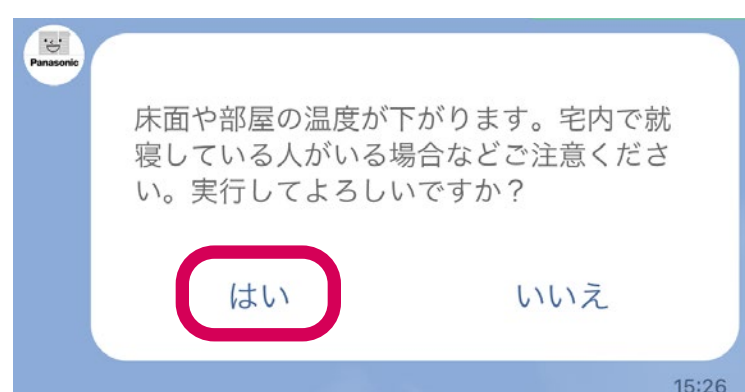 Panasonic
床面や部屋の温度が下がります。宅内で就
寝している人がいる場合などご注意くださ
い。実行してよろしいですか？
はい
いいえ
15:26